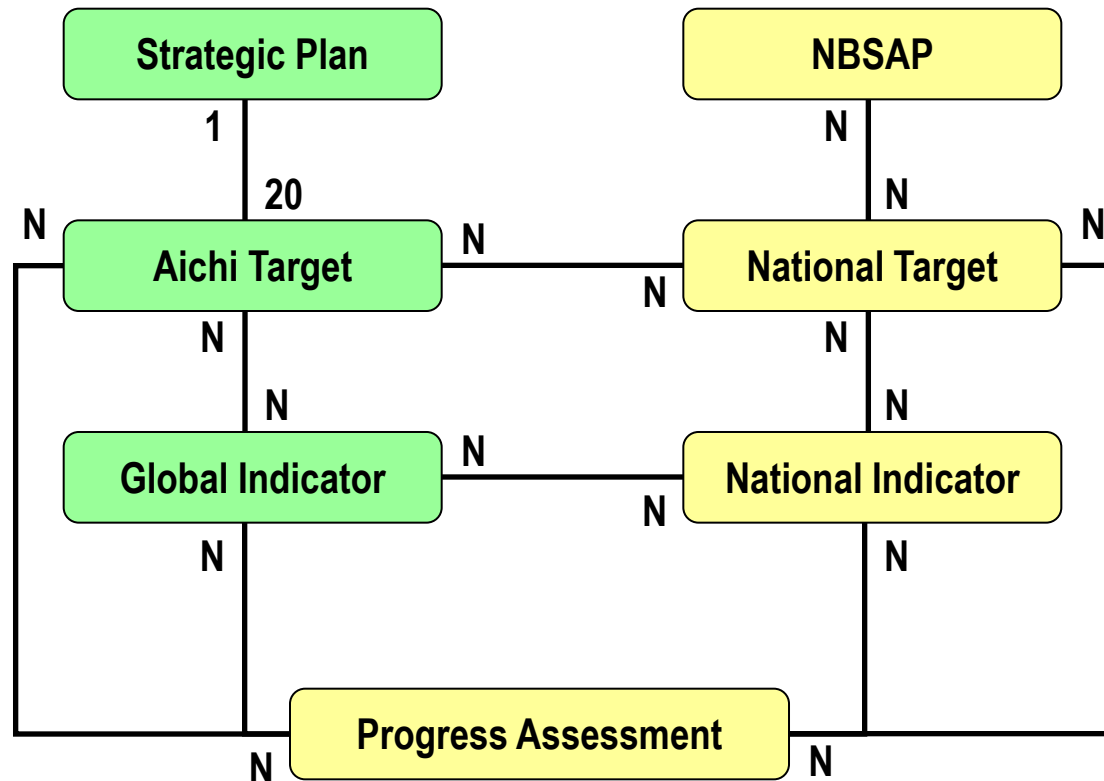 Strategic Plan
NBSAP
1
N
20
N
N
N
N
Aichi Target
National Target
N
N
N
N
N
N
Global Indicator
N
National Indicator
N
N
N
Progress Assessment
N
N